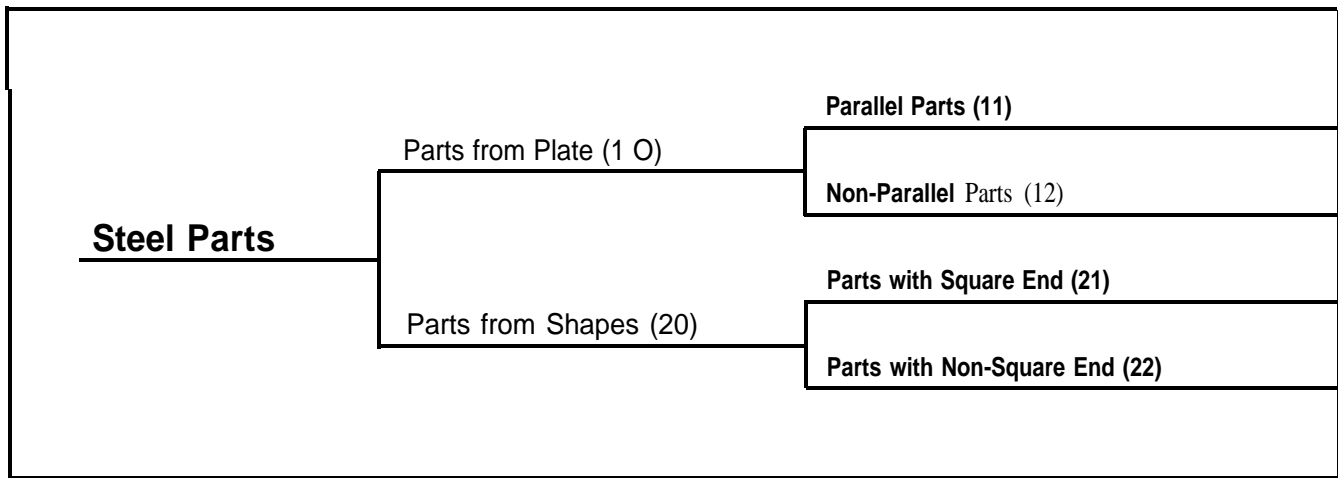 Parallel Parts (11)
Parts from Plate (1 O)
Non-Parallel Parts (12)
Steel Parts
Parts with Square End (21)
Parts from Shapes (20)
Parts with Non-Square End (22)